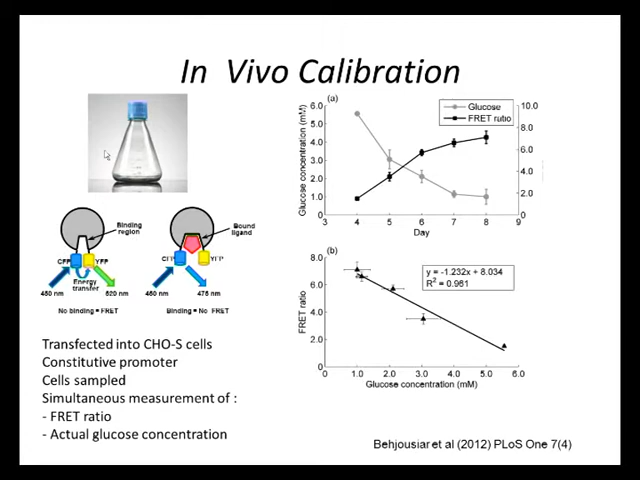 In Vivo Calibration
(a)
Glucose
FRET ratio
Glucose concentration (mM)
6.0
5.0
4.0
3.0
2.0
1.0
0.0
10.0
8.0
6.0
4.0
2.0
0.0
3 4 5 6 7 8 9
Day
Binding region
CFP
YFP
Energy transfer
450 nm
520 nm
No binding = FRET
Bound ligand
CFP
YFP
450 nm
475 nm
Binding = No FRET
(b)
y = -1.232x + 8.034
R² = 0.961
FRET ratio
8.0
6.0
4.0
2.0
0.0
0.0 1.0 2.0 3.0 4.0 5.0 6.0
Glucose concentration (mM)
Transfected into CHO-S cells
Constitutive promoter
Cells sampled
Simultaneous measurement of :
- FRET ratio
- Actual glucose concentration
Behjousiar et al (2012) PLoS One 7(4)